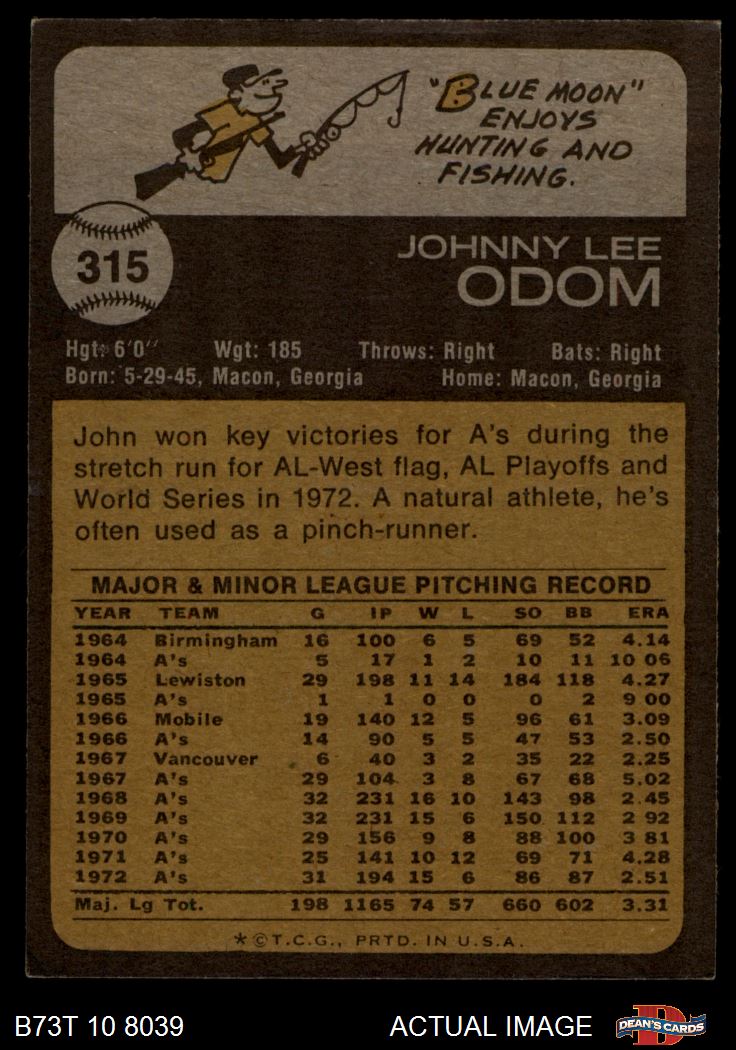 "BLUE MOON"
ENJOYS
HUNTING AND
FISHING.
315
JOHNNY LEE
ODOM
Hgt: 6'0" Wgt: 185 Throws: Right Bats: Right
Born: 5-29-45, Macon, Georgia Home: Macon, Georgia
John won key victories for A's during the
stretch run for AL-West flag, AL Playoffs and
World Series in 1972. A natural athlete, he's
often used as a pinch-runner.
MAJOR & MINOR LEAGUE PITCHING RECORD
YEAR TEAM G IP W L SO BB ERA
1964 Birmingham 16 100 6 5 69 52 4.14
1964 A's 5 17 1 2 10 11 10 06
1965 Lewiston 29 198 11 14 184 118 4.27
1965 A's 1 1 0 0 0 2 9 00
1966 Mobile 19 140 12 5 96 61 3.09
1966 A's 14 90 5 5 47 53 2.50
1967 Vancouver 6 40 3 2 35 22 2.25
1967 A's 29 104 3 8 67 68 5.02
1968 A's 32 231 16 10 143 98 2.45
1969 A's 32 231 15 6 150 112 2 92
1970 A's 29 156 9 8 88 100 3 81
1971 A's 25 141 10 12 69 71 4.28
1972 A's 31 194 15 6 86 87 2.51
Maj. Lg Tot. 198 1165 74 57 660 602 3.31
*©T.C.G., PRTD. IN U.S.A.
B73T 10 8039 ACTUAL IMAGE DEAN'S CARDS